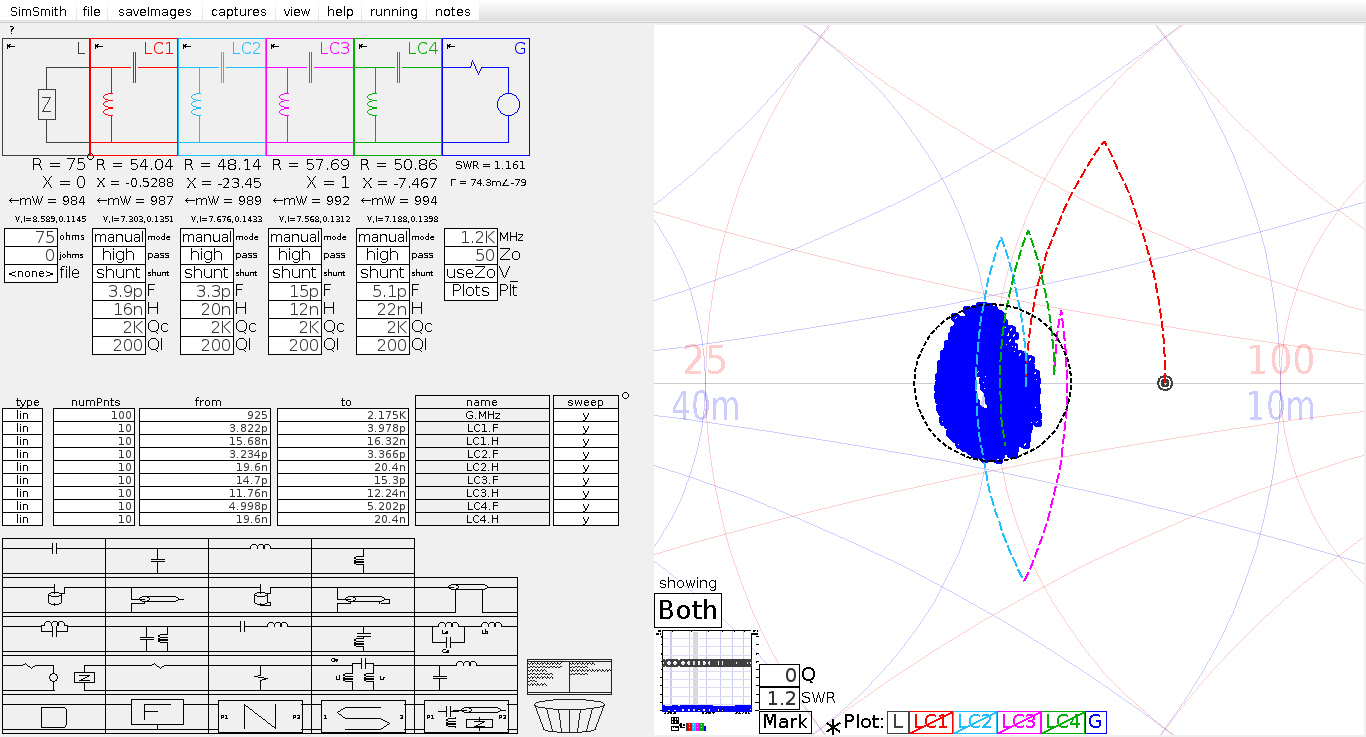 SimSmith file saveImages captures view help running notes
?
L LC1 LC2 LC3 LC4 G
Z
R = 75 R = 54.04 R = 48.14 R = 57.69 R = 50.86 SWR = 1.161
X = 0 X = -0.5288 X = -23.45 X = 1 X = -7.467 Γ = 74.3m∠-79
←mW = 984 ←mW = 987 ←mW = 989 ←mW = 992 ←mW = 994
V,I=8.589,0.1145 V,I=7.303,0.1351 V,I=7.676,0.1433 V,I=7.568,0.1312 V,I=7.188,0.1398
75 ohms manual mode manual mode manual mode manual mode 1.2K MHz
0 johms high pass high pass high pass high pass 50 Zo
<none> file shunt shunt shunt shunt shunt shunt shunt shunt useZo V_
3.9p F 3.3p F 15p F 5.1p F Plots Plt
16n H 20n H 12n H 22n H
2K Qc 2K Qc 2K Qc 2K Qc
200 Ql 200 Ql 200 Ql 200 Ql
type numPnts from to name sweep
lin 100 925 2.175K G.MHz y
lin 10 3.822p 3.978p LC1.F y
lin 10 15.68n 16.32n LC1.H y
lin 10 3.234p 3.366p LC2.F y
lin 10 19.6n 20.4n LC2.H y
lin 10 14.7p 15.3p LC3.F y
lin 10 11.76n 12.24n LC3.H y
lin 10 4.998p 5.202p LC4.F y
lin 10 19.6n 20.4n LC4.H y
Z
F P1 N P2 1 S 2 P1 Z P2
25 100
40m 10m
showing
Both
0 Q
1.2 SWR
Mark * Plot: L LC1 LC2 LC3 LC4 G